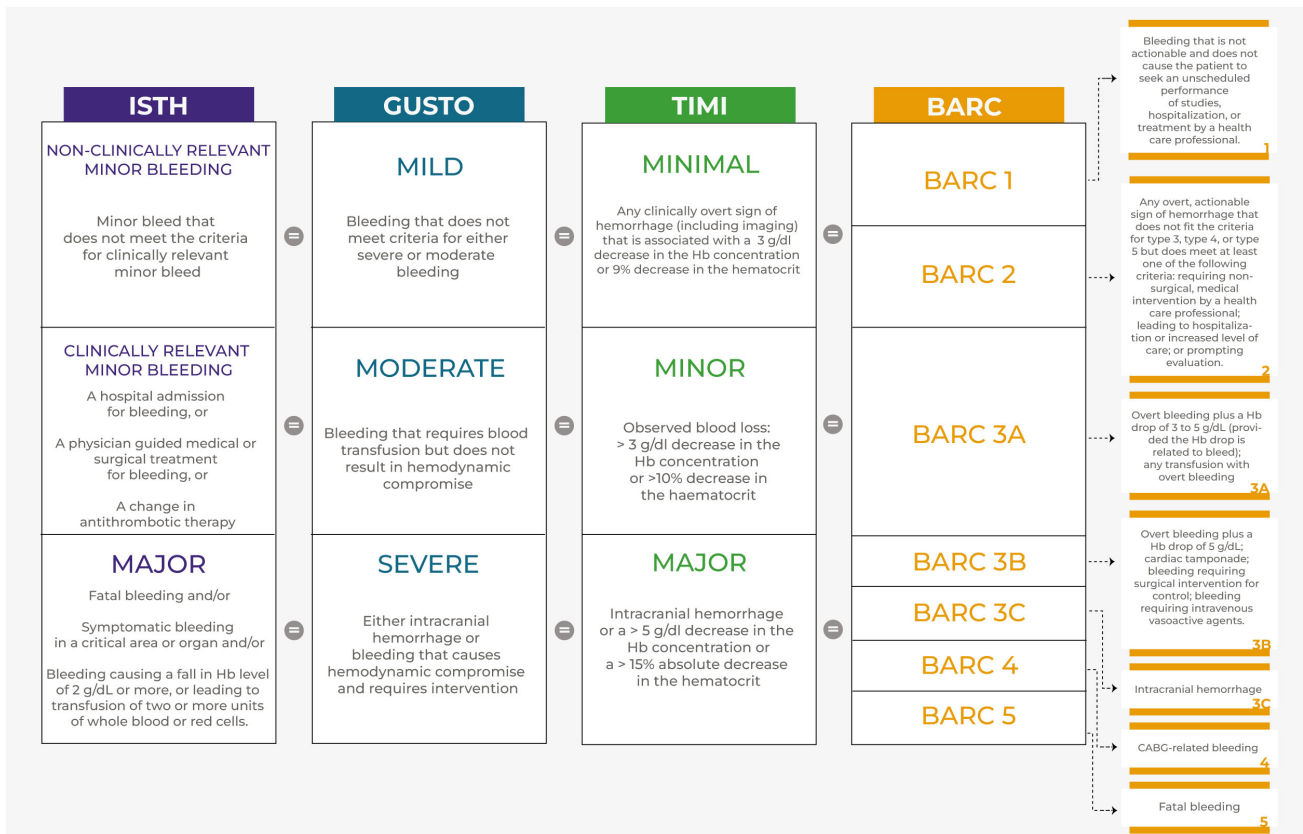 ISTH
NON-CLINICALLY RELEVANT
MINOR BLEEDING
Minor bleed that
does not meet the criteria
for clinically relevant
minor bleed
CLINICALLY RELEVANT
MINOR BLEEDING
A hospital admission
for bleeding, or
A physician guided medical or
surgical treatment
for bleeding, or
A change in
antithrombotic therapy
MAJOR
Fatal bleeding and/or
Symptomatic bleeding
in a critical area or organ and/or
Bleeding causing a fall in Hb level
of 2 g/dL or more, or leading to
transfusion of two or more units
of whole blood or red cells.
=
=
=
GUSTO
MILD
Bleeding that does not
meet criteria for either
severe or moderate
bleeding
MODERATE
Bleeding that requires blood
transfusion but does not
result in hemodynamic
compromise
SEVERE
Either intracranial
hemorrhage or
bleeding that causes
hemodynamic compromise
and requires intervention
=
=
=
TIMI
MINIMAL
Any clinically overt sign of
hemorrhage (including imaging)
that is associated with a 3 g/dl
decrease in the Hb concentration
or 9% decrease in the hematocrit
MINOR
Observed blood loss:
> 3 g/dl decrease in the
Hb concentration
or >10% decrease in
the haematocrit
MAJOR
Intracranial hemorrhage
or a > 5 g/dl decrease in the
Hb concentration or
a > 15% absolute decrease
in the hematocrit
=
=
=
BARC
BARC 1
BARC 2
BARC 3A
BARC 3B
BARC 3C
BARC 4
BARC 5
Bleeding that is not
actionable and does not
cause the patient to
seek an unscheduled
performance
of studies,
hospitalization, or
treatment by a health
care professional.
1
Any overt, actionable
sign of hemorrhage that
does not fit the criteria
for type 3, type 4, or type
5 but does meet at least
one of the following
criteria: requiring non-
surgical, medical
intervention by a health
care professional;
leading to hospitaliza-
tion or increased level of
care; or prompting
evaluation.
2
Overt bleeding plus a Hb
drop of 3 to 5 g/dL (provi-
ded the Hb drop is
related to bleed);
any transfusion with
overt bleeding
3A
Overt bleeding plus a
Hb drop of 5 g/dL;
cardiac tamponade;
bleeding requiring
surgical intervention for
control; bleeding
requiring intravenous
vasoactive agents.
3B
Intracranial hemorrhage
3C
CABG-related bleeding
4
Fatal bleeding
5